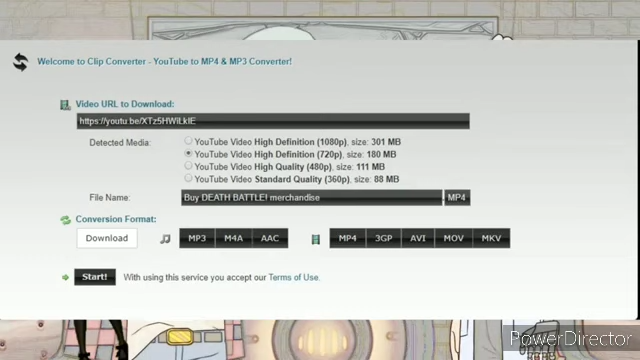 Welcome to Clip Converter - YouTube to MP4 & MP3 Converter!
Video URL to Download:
https://youtu.be/XTz5HWiLkIE
Detected Media:
YouTube Video High Definition (1080p), size: 301 MB
YouTube Video High Definition (720p), size: 180 MB
YouTube Video High Quality (480p), size: 111 MB
YouTube Video Standard Quality (360p), size: 88 MB
File Name: Buy DEATH BATTLE! merchandise .MP4
Conversion Format:
Download MP3 M4A AAC MP4 3GP AVI MOV MKV
Start! With using this service you accept our Terms of Use.
PowerDirector